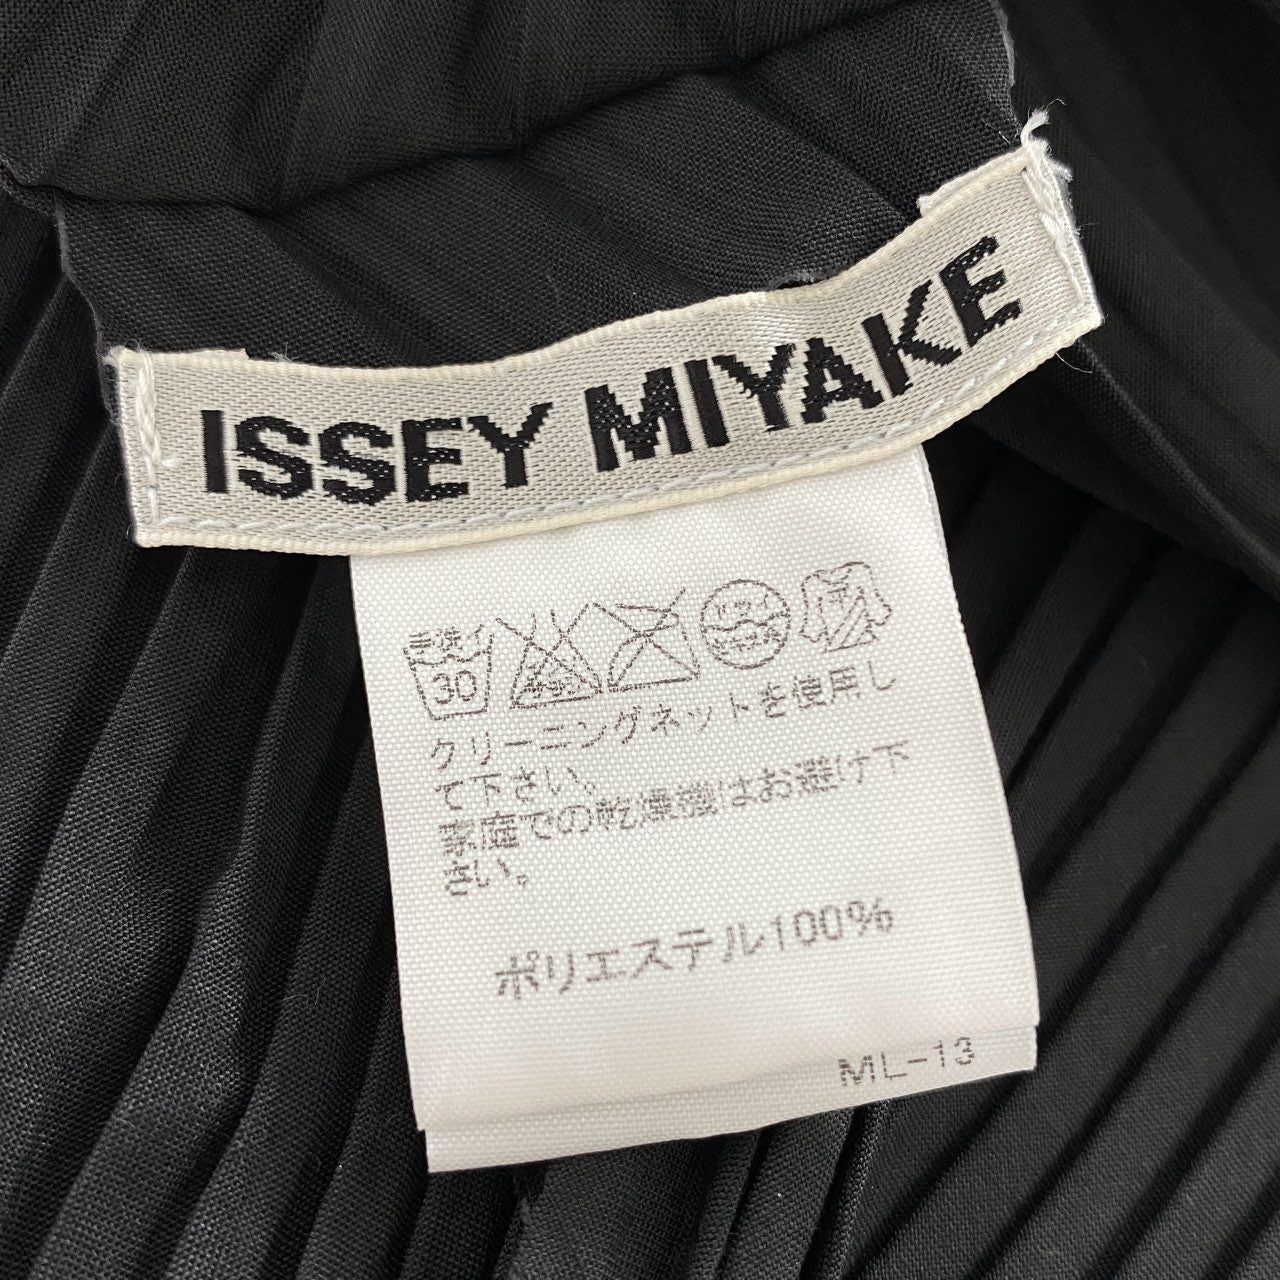 ISSEY MIYAKE
手洗イ
30
クリーニングネットを使用し
て下さい。
家庭での乾燥機はお避け下
さい。
ポリエステル100%
ML-13